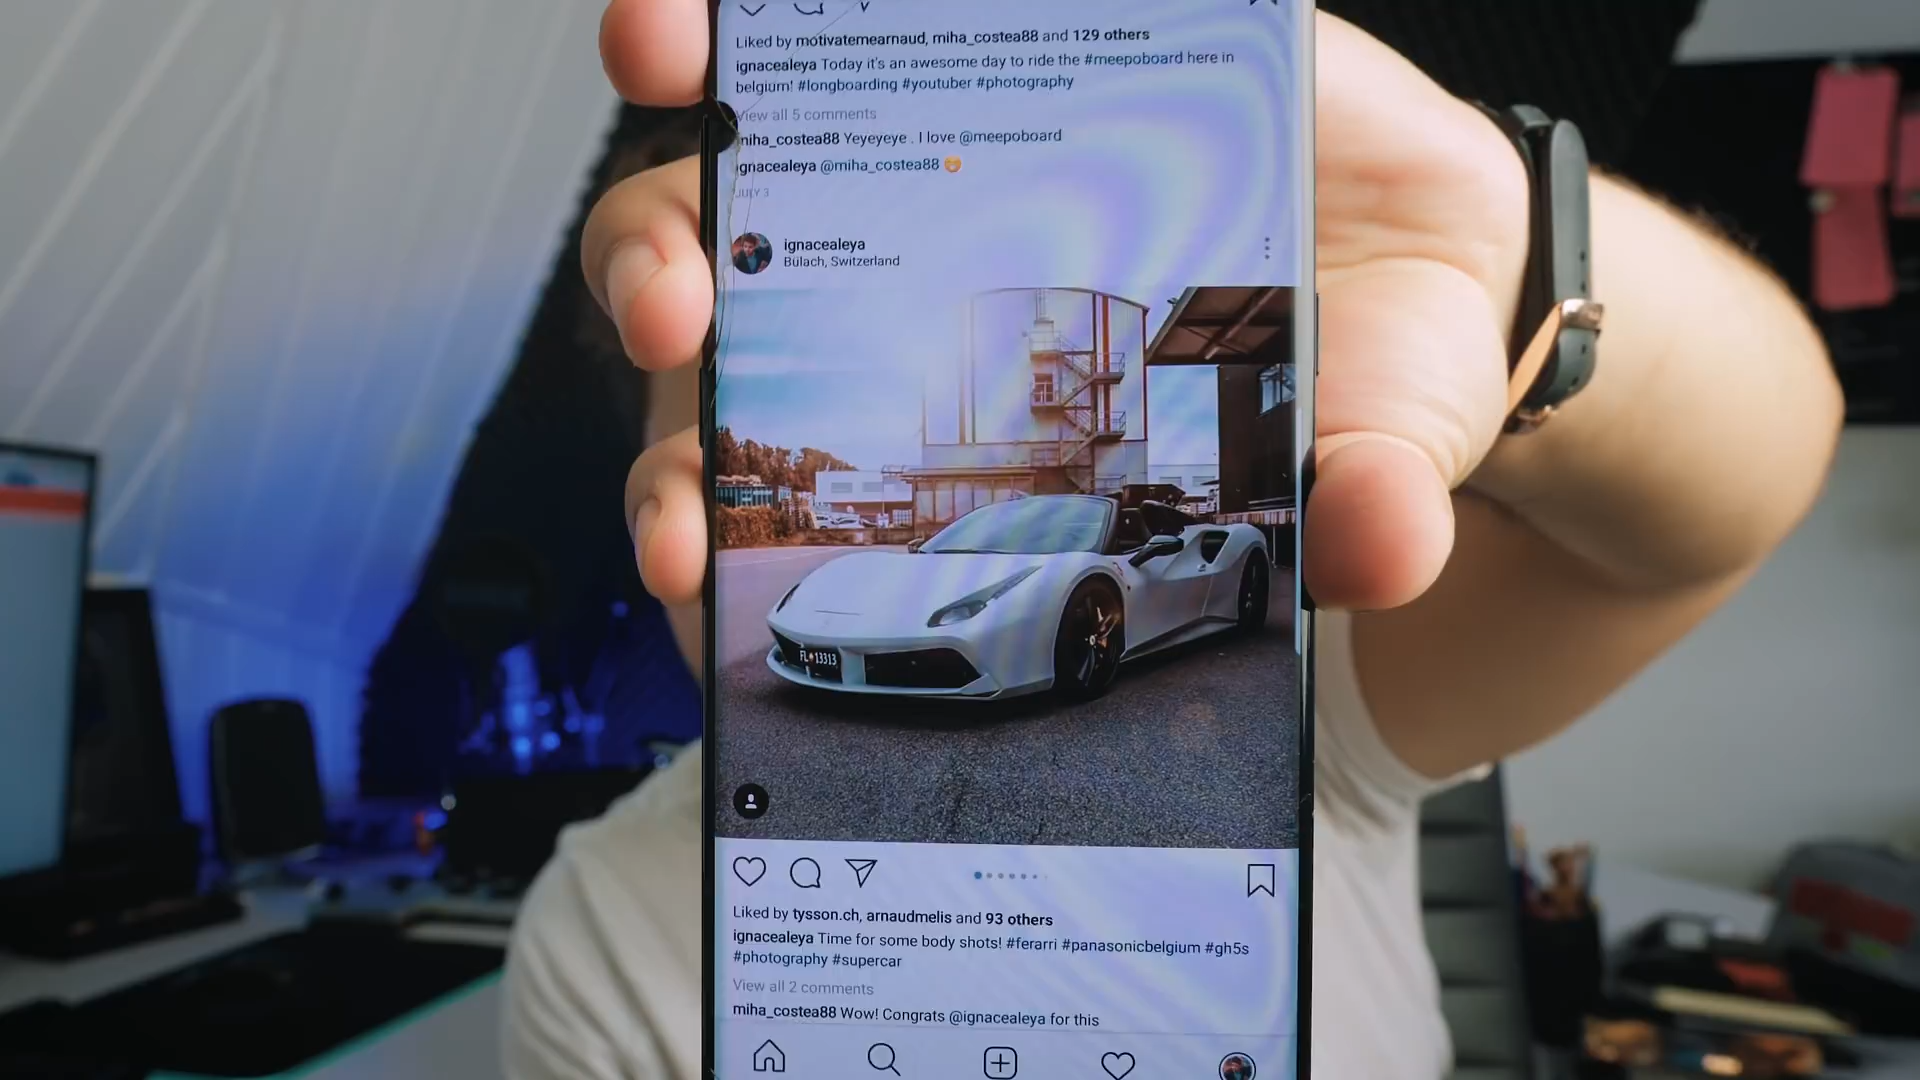 Liked by motivatemearnaud, miha_costea88 and 129 others
ignacealeya Today it's an awesome day to ride the #meepoboard here in
belgium! #longboarding #youtuber #photography
View all 5 comments
miha_costea88 Yeyeyeye . I love @meepoboard
ignacealeya @miha_costea88 😍
JULY 3
ignacealeya
Bülach, Switzerland
FL 13313
Liked by tysson.ch, arnaudmelis and 93 others
ignacealeya Time for some body shots! #ferarri #panasonicbelgium #gh5s
#photography #supercar
View all 2 comments
miha_costea88 Wow! Congrats @ignacealeya for this